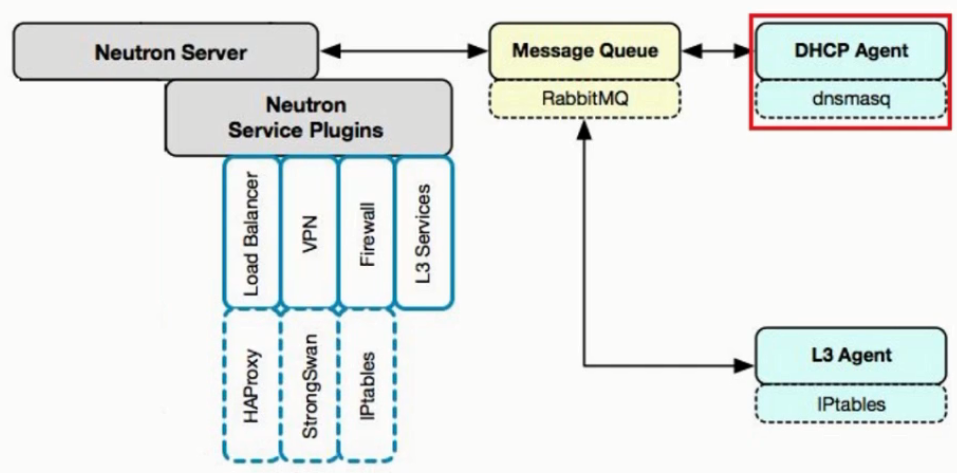 Neutron Server
Message Queue
RabbitMQ
DHCP Agent
dnsmasq
Neutron
Service Plugins
Load Balancer
VPN
Firewall
L3 Services
HAProxy
StrongSwan
IPtables
L3 Agent
IPtables